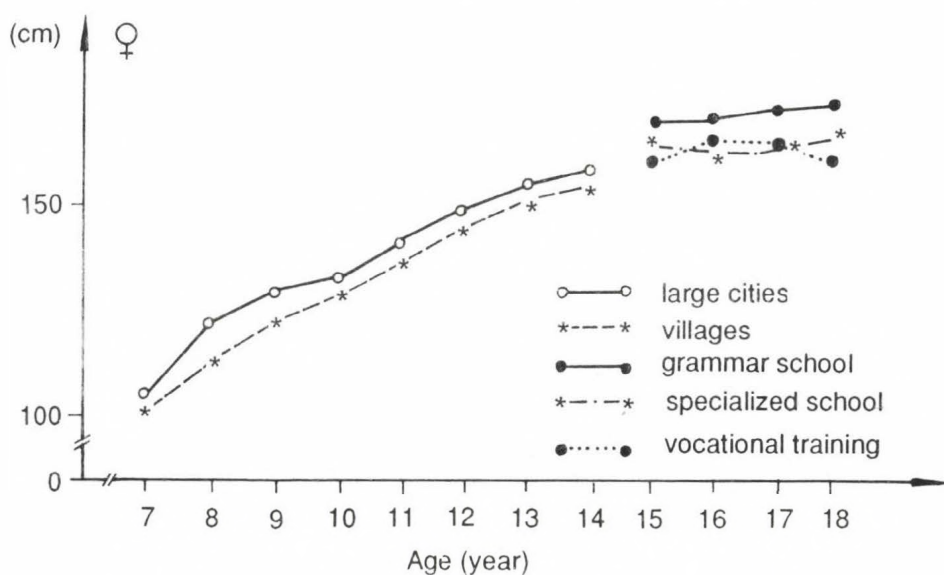 (cm) ♀
150
100
0
large cities
villages
grammar school
specialized school
vocational training
7 8 9 10 11 12 13 14 15 16 17 18
Age (year)